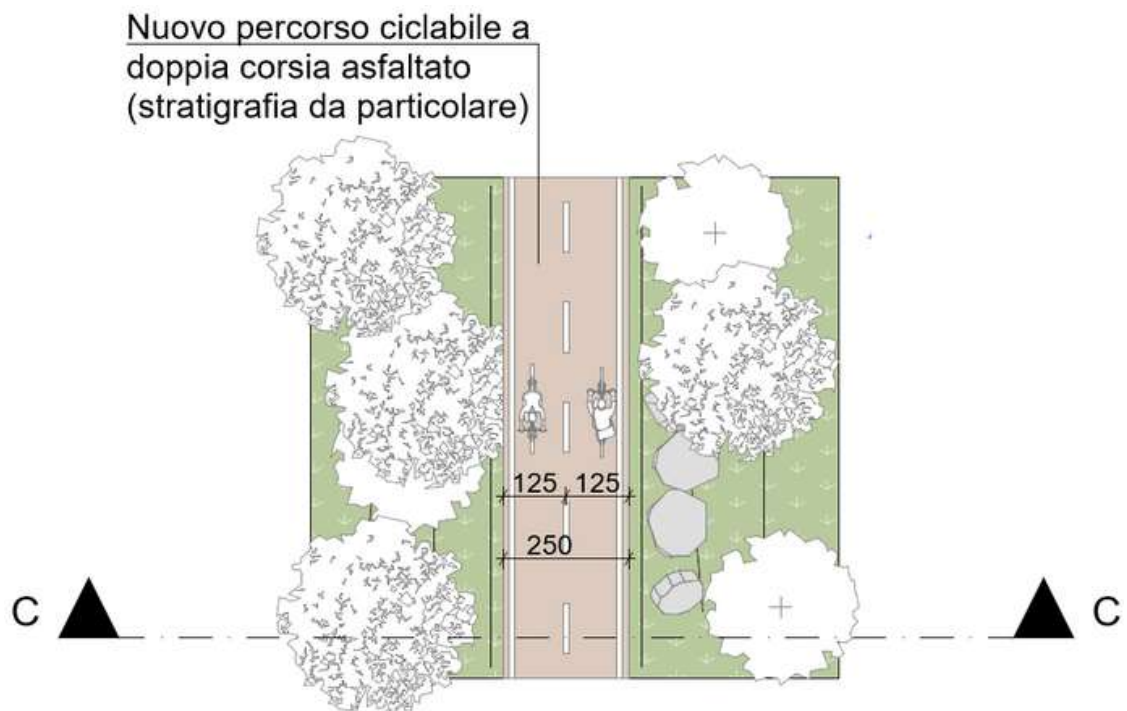 Nuovo percorso ciclabile a
doppia corsia asfaltato
(stratigrafia da particolare)
125 125
250
C C